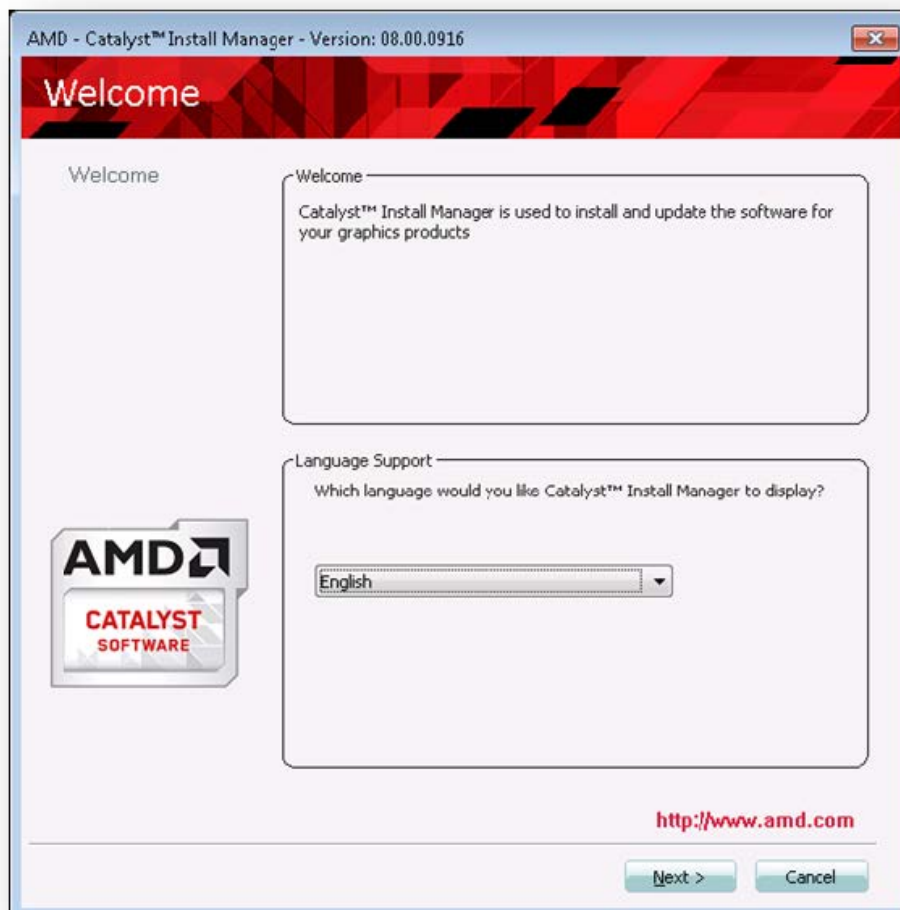 AMD - Catalyst™ Install Manager - Version: 08.00.0916
Welcome
Welcome
Welcome
Catalyst™ Install Manager is used to install and update the software for
your graphics products
Language Support
Which language would you like Catalyst™ Install Manager to display?
English
AMD
CATALYST
SOFTWARE
http://www.amd.com
Next >
Cancel